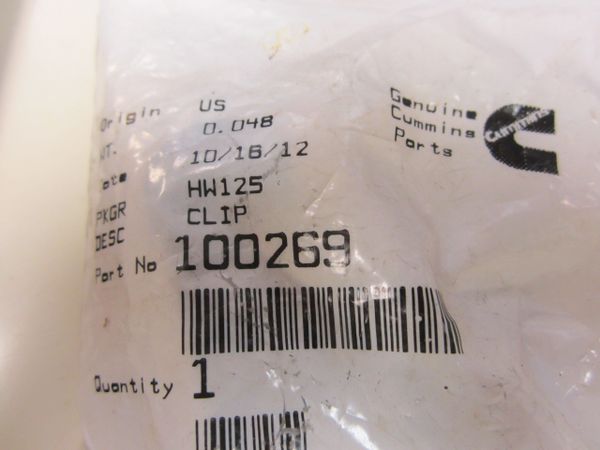 Origin US
WT. 0.048
Date 10/16/12
PKGR HW125
DESC CLIP
Part No 100269
Quantity 1
Genuine
Cummins
Parts
Cummins